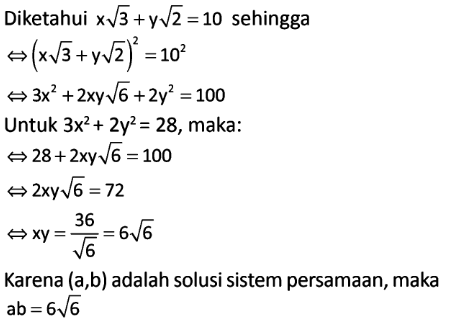 Diketahui x√3 + y√2 = 10 sehingga
⇔ (x√3 + y√2)² = 10²
⇔ 3x² + 2xy√6 + 2y² = 100
Untuk 3x² + 2y² = 28, maka:
⇔ 28 + 2xy√6 = 100
⇔ 2xy√6 = 72
⇔ xy = 36/√6 = 6√6
Karena (a,b) adalah solusi sistem persamaan, maka
ab = 6√6